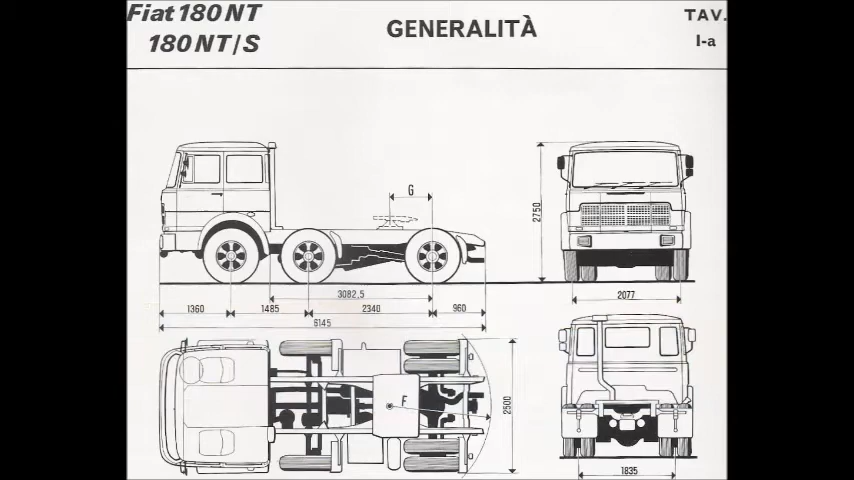 Fiat 180 NT
180 NT/S
GENERALITÀ
TAV.
I-a
G
2750
3082,5
1360
1485
2340
960
6145
2077
F
2500
1835